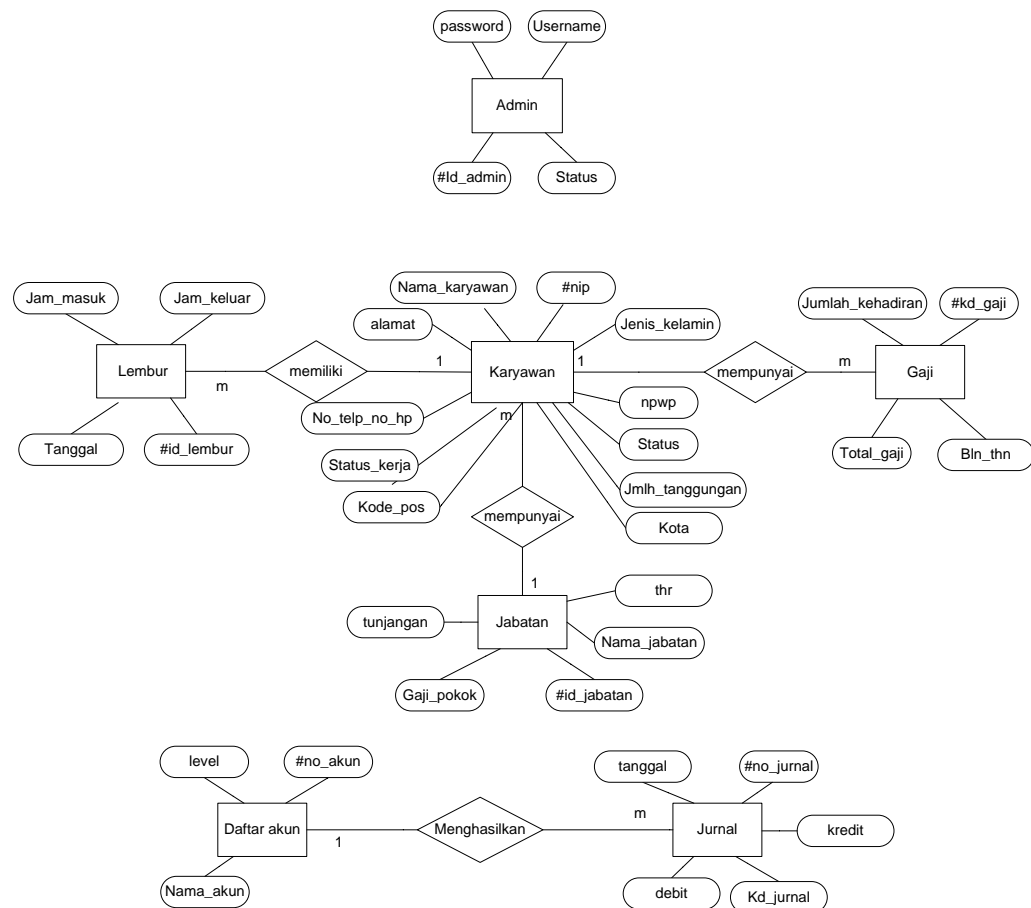 password
Username
Admin
#Id_admin
Status
Nama_karyawan
#nip
Jam_masuk
Jam_keluar
Jumlah_kehadiran
#kd_gaji
alamat
Jenis_kelamin
Lembur
m
memiliki
1
Karyawan
1
mempunyai
m
Gaji
npwp
No_telp_no_hp
m
Tanggal
#id_lembur
Status
Total_gaji
Bln_thn
Status_kerja
Jmlh_tanggungan
Kode_pos
mempunyai
Kota
1
thr
tunjangan
Jabatan
Nama_jabatan
Gaji_pokok
#id_jabatan
level
#no_akun
tanggal
#no_jurnal
Daftar akun
1
Menghasilkan
m
Jurnal
kredit
Nama_akun
debit
Kd_jurnal